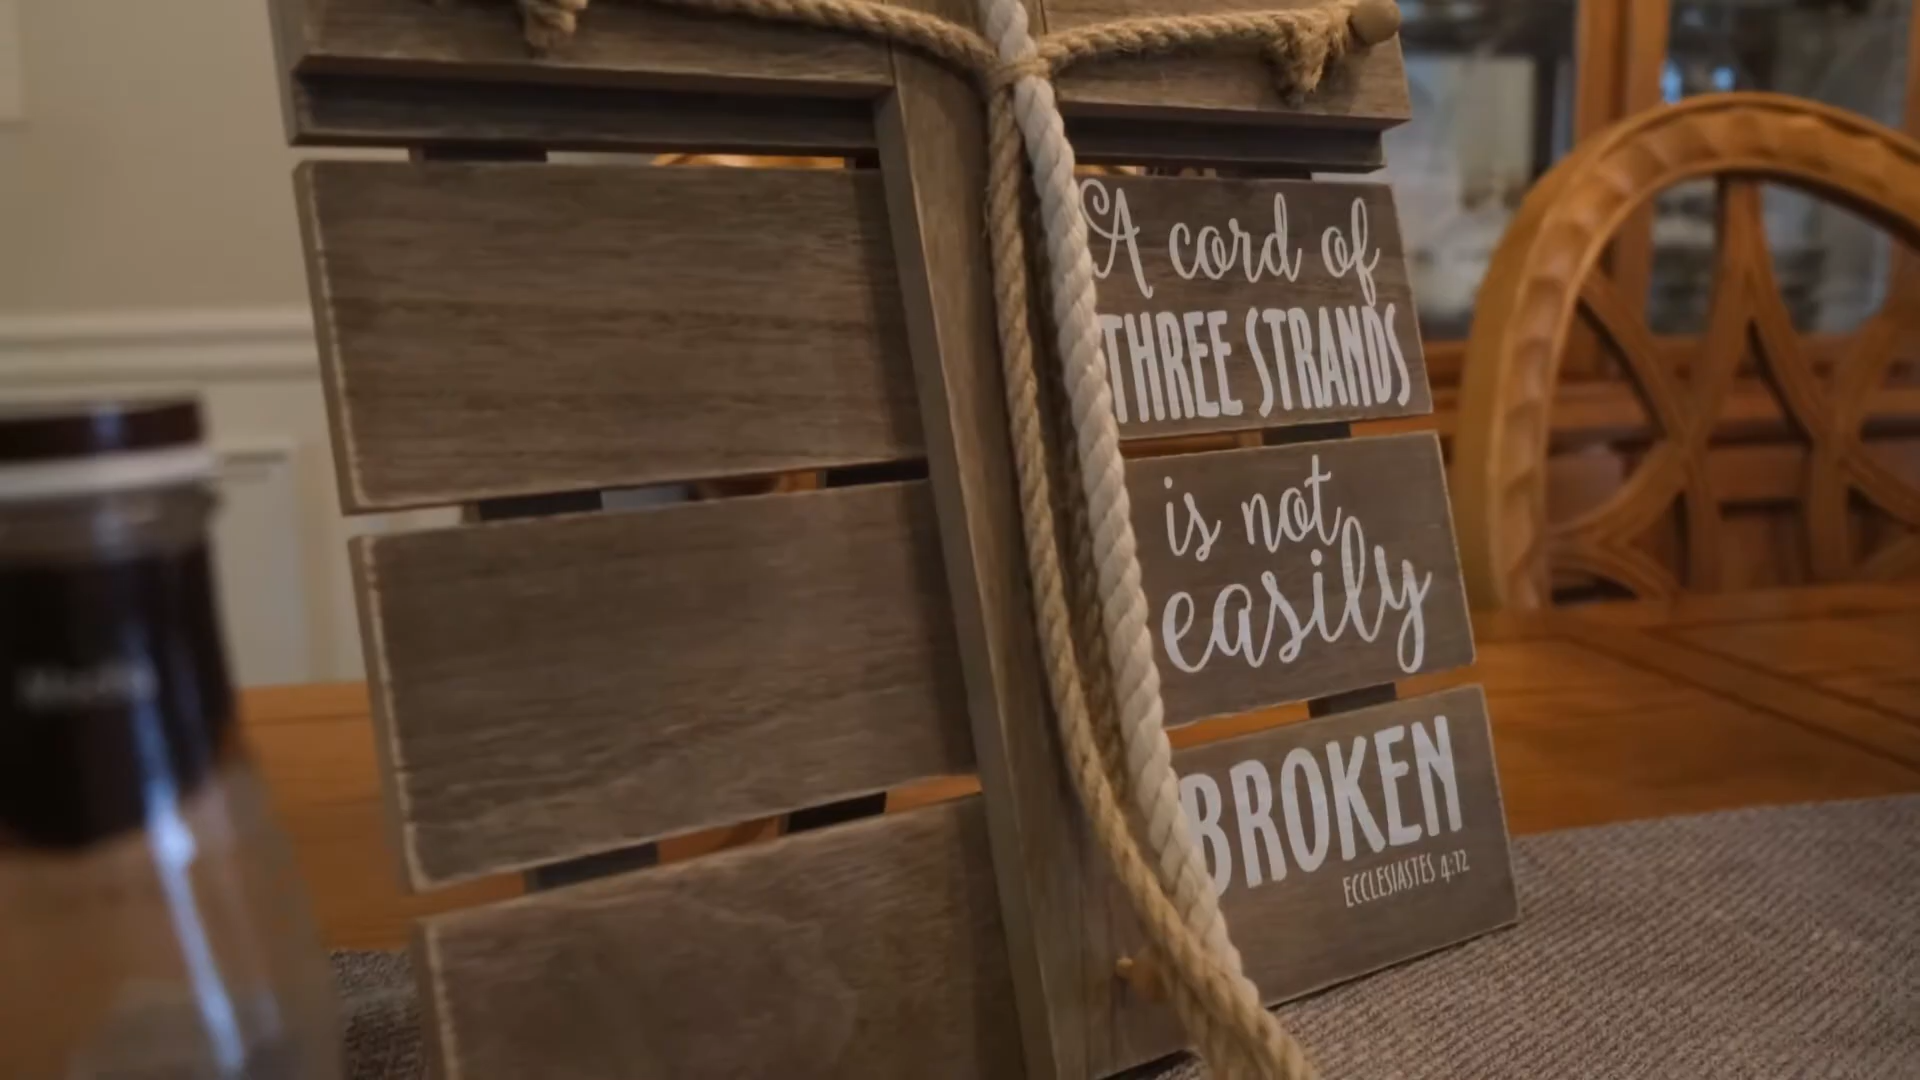 A cord of
THREE STRANDS
is not
easily
BROKEN
ECCLESIASTES 4:12